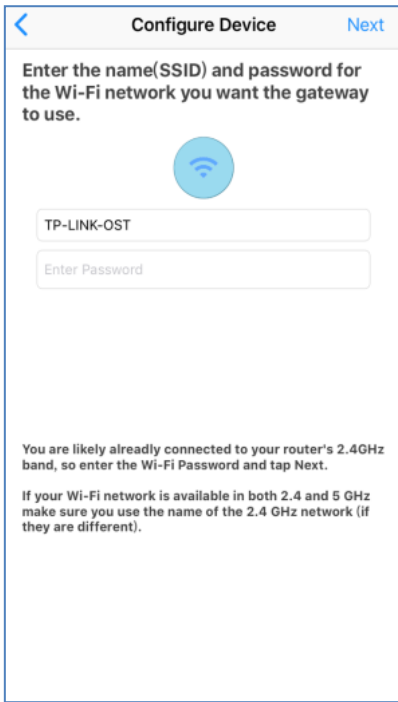 Configure Device
Next
Enter the name(SSID) and password for
the Wi-Fi network you want the gateway
to use.
TP-LINK-OST
Enter Password
You are likely alreadly connected to your router's 2.4GHz
band, so enter the Wi-Fi Password and tap Next.
If your Wi-Fi network is available in both 2.4 and 5 GHz
make sure you use the name of the 2.4 GHz network (if
they are different).